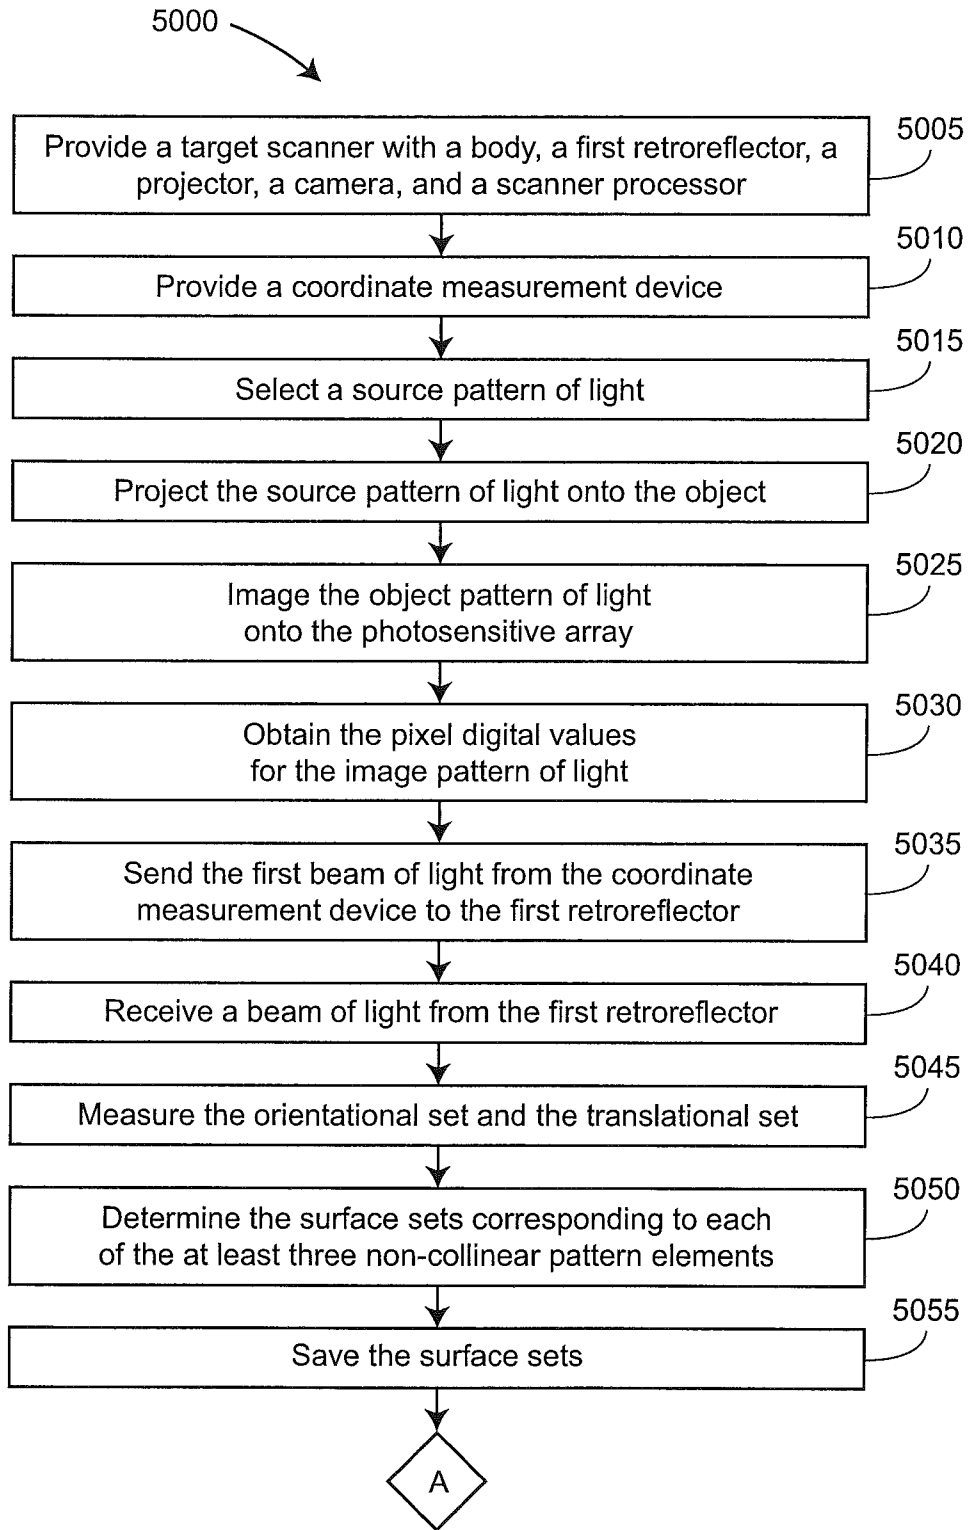 5000
5005
Provide a target scanner with a body, a first retroreflector, a
projector, a camera, and a scanner processor
5010
Provide a coordinate measurement device
5015
Select a source pattern of light
5020
Project the source pattern of light onto the object
5025
Image the object pattern of light
onto the photosensitive array
5030
Obtain the pixel digital values
for the image pattern of light
5035
Send the first beam of light from the coordinate
measurement device to the first retroreflector
5040
Receive a beam of light from the first retroreflector
5045
Measure the orientational set and the translational set
5050
Determine the surface sets corresponding to each
of the at least three non-collinear pattern elements
5055
Save the surface sets
A